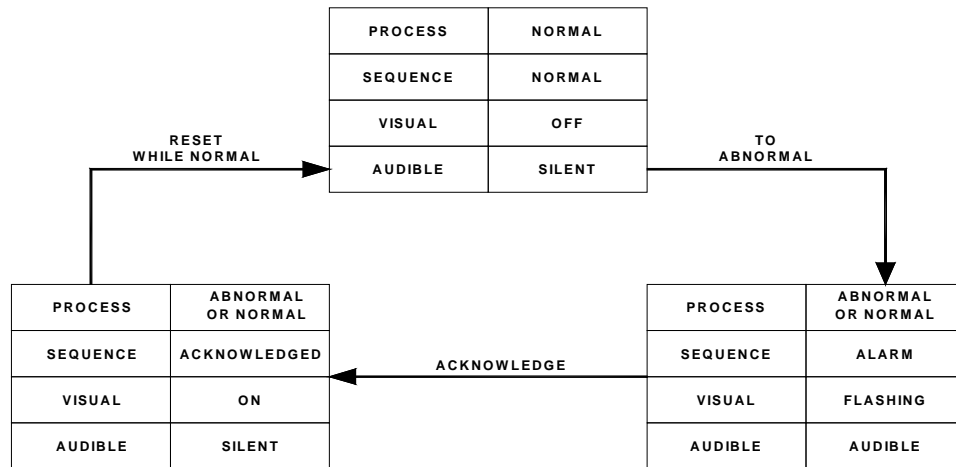 PROCESS NORMAL
SEQUENCE NORMAL
VISUAL OFF
AUDIBLE SILENT
RESET
WHILE NORMAL
TO
ABNORMAL
PROCESS ABNORMAL
OR NORMAL
SEQUENCE ACKNOWLEDGED
VISUAL ON
AUDIBLE SILENT
ACKNOWLEDGE
PROCESS ABNORMAL
OR NORMAL
SEQUENCE ALARM
VISUAL FLASHING
AUDIBLE AUDIBLE